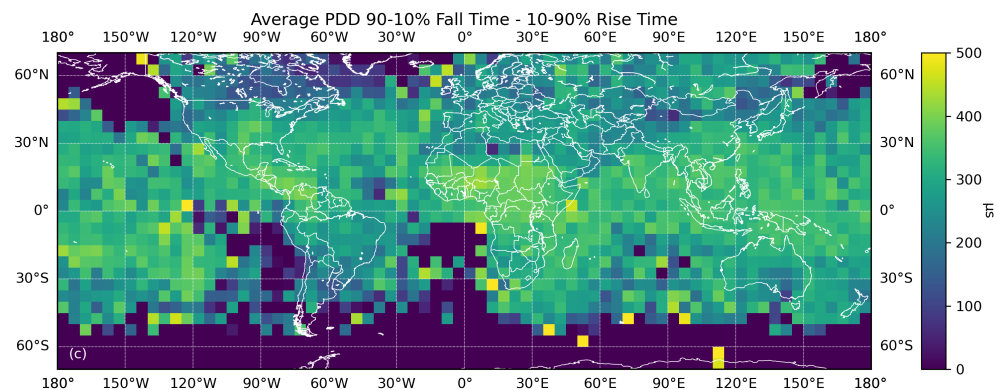 Average PDD 90-10% Fall Time - 10-90% Rise Time
180° 150°W 120°W 90°W 60°W 30°W 0° 30°E 60°E 90°E 120°E 150°E 180°
60°N 60°N
30°N 30°N
0° 0°
30°S 30°S
60°S 60°S
(c)
180° 150°W 120°W 90°W 60°W 30°W 0° 30°E 60°E 90°E 120°E 150°E 180°
500
400
300
200
100
0
μs